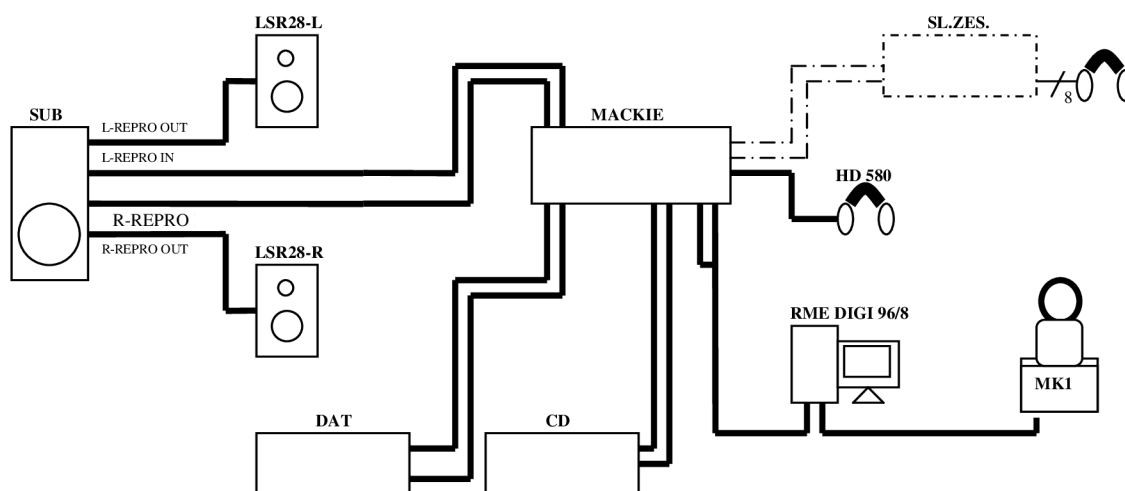 LSR28-L
SL.ZES.
8
SUB
MACKIE
L-REPRO OUT
L-REPRO IN
HD 580
R-REPRO
R-REPRO OUT
LSR28-R
RME DIGI 96/8
MK1
DAT
CD